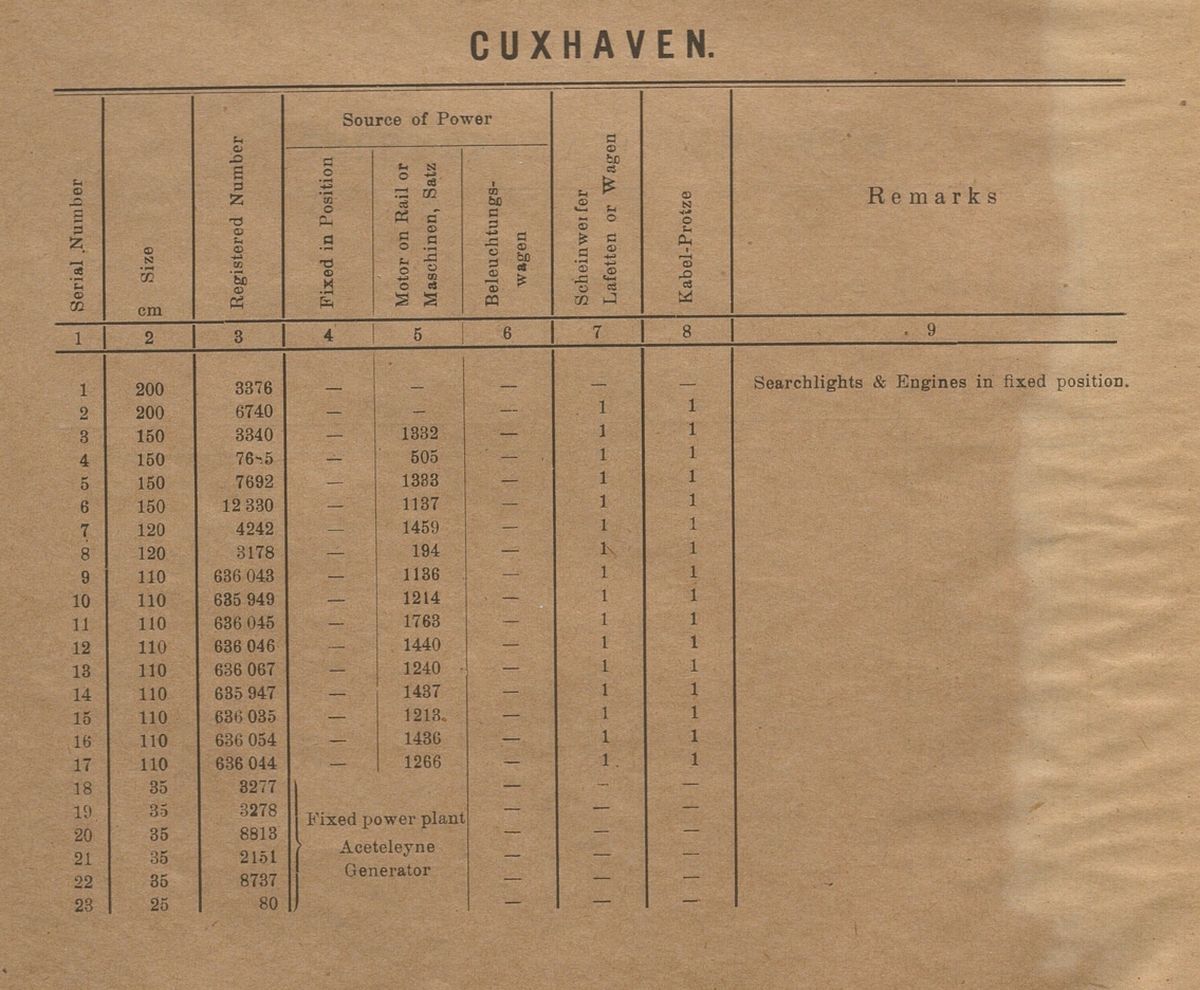 CUXHAVEN.
Serial Number
Size
cm
Registered Number
Source of Power
Fixed in Position
Motor on Rail or
Maschinen, Satz
Beleuchtungs-
wagen
Scheinwerfer
Lafetten or Wagen
Kabel-Protze
Remarks
1 2 3 4 5 6 7 8 9
1 200 3376 — — — — — Searchlights & Engines in fixed position.
2 200 6740 — — — 1 1
3 150 3340 — 1332 — 1 1
4 150 — 505 — 1 1
5 150 7692 — 1333 — 1 1
6 150 12 330 — 1137 — 1 1
7 120 4242 — 1459 — 1 1
8 120 3178 — 194 — 1 1
9 110 636 043 — 1136 — 1 1
10 110 635 949 — 1214 — 1 1
11 110 636 045 — 1763 — 1 1
12 110 636 046 — 1440 — 1 1
13 110 636 067 — 1240 — 1 1
14 110 635 947 — 1437 — 1 1
15 110 636 035 — 1213 — 1 1
16 110 636 054 — 1436 — 1 1
17 110 636 044 — 1266 — 1 1
18 35 3277 — — —
19 35 3278 — — —
Fixed power plant
20 35 8813 — — —
Aceteleyne
21 35 2151 — — —
Generator
22 35 8737 — — —
23 25 80 — — —